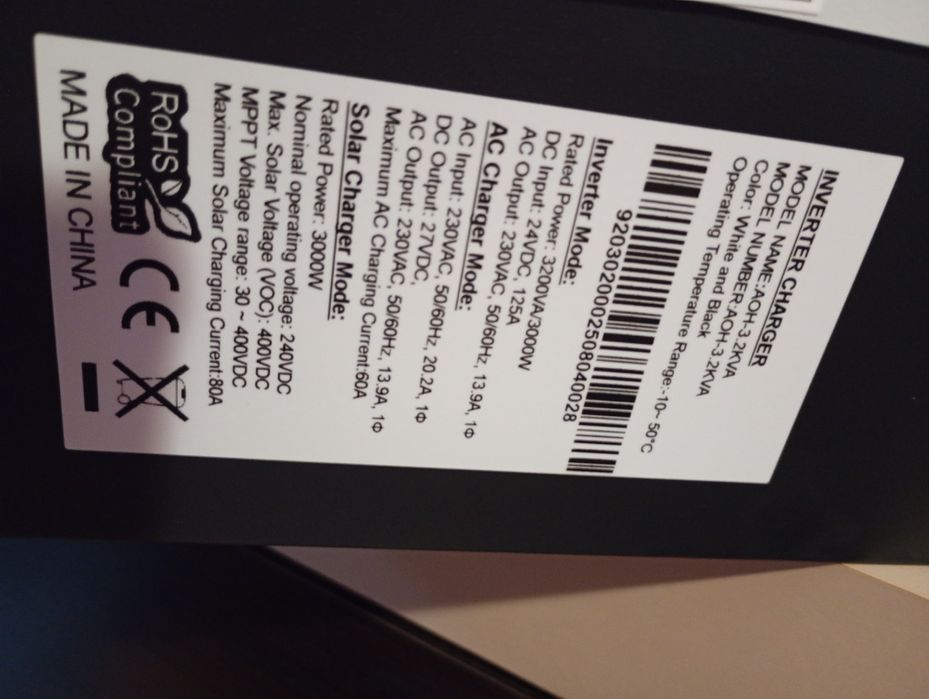 INVERTER CHARGER
MODEL NAME:AOH-3.2KVA
MODEL NUMBER:AOH-3.2KVA
Color: White and Black
Operating Temperature Range:-10~ 50°C
9203020002508040028
Inverter Mode:
Rated Power: 3200VA/3000W
DC Input: 24VDC, 125A
AC Output: 230VAC, 50/60Hz, 13.9A, 1Φ
AC Charger Mode:
AC Input: 230VAC, 50/60Hz, 20.2A, 1Φ
DC Output: 27VDC,
AC Output: 230VAC, 50/60Hz, 13.9A, 1Φ
Maximum AC Charging Current:60A
Solar Charger Mode:
Rated Power: 3000W
Nominal operating voltage: 240VDC
Max. Solar Voltage (VOC): 400VDC
MPPT Voltage range: 30 ~ 400VDC
Maximum Solar Charging Current:80A
RoHS
Compliant
CE
MADE IN CHINA